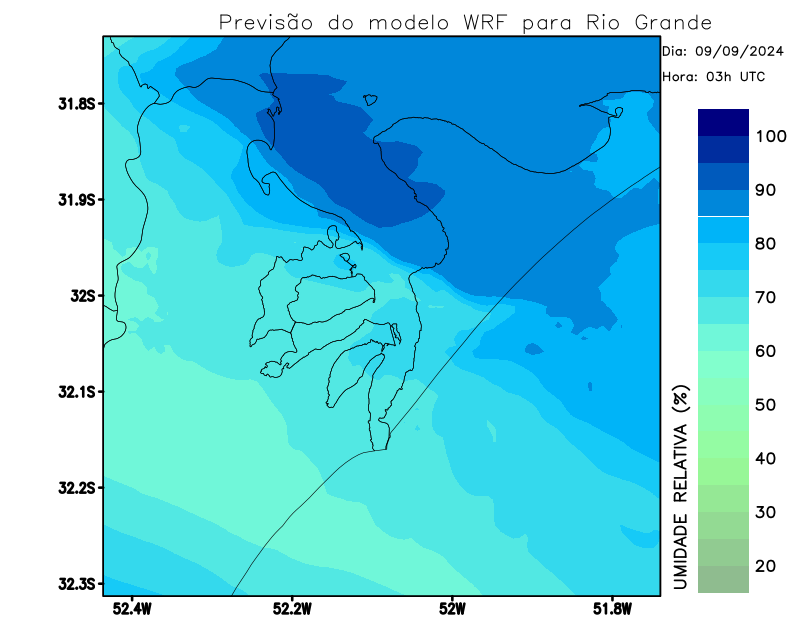 Previsão do modelo WRF para Rio Grande
Dia: 09/09/2024
Hora: 03h UTC
31.8S
31.9S
32S
32.1S
32.2S
32.3S
52.4W
52.2W
52W
51.8W
100
90
80
70
60
50
40
30
20
UMIDADE RELATIVA (%)